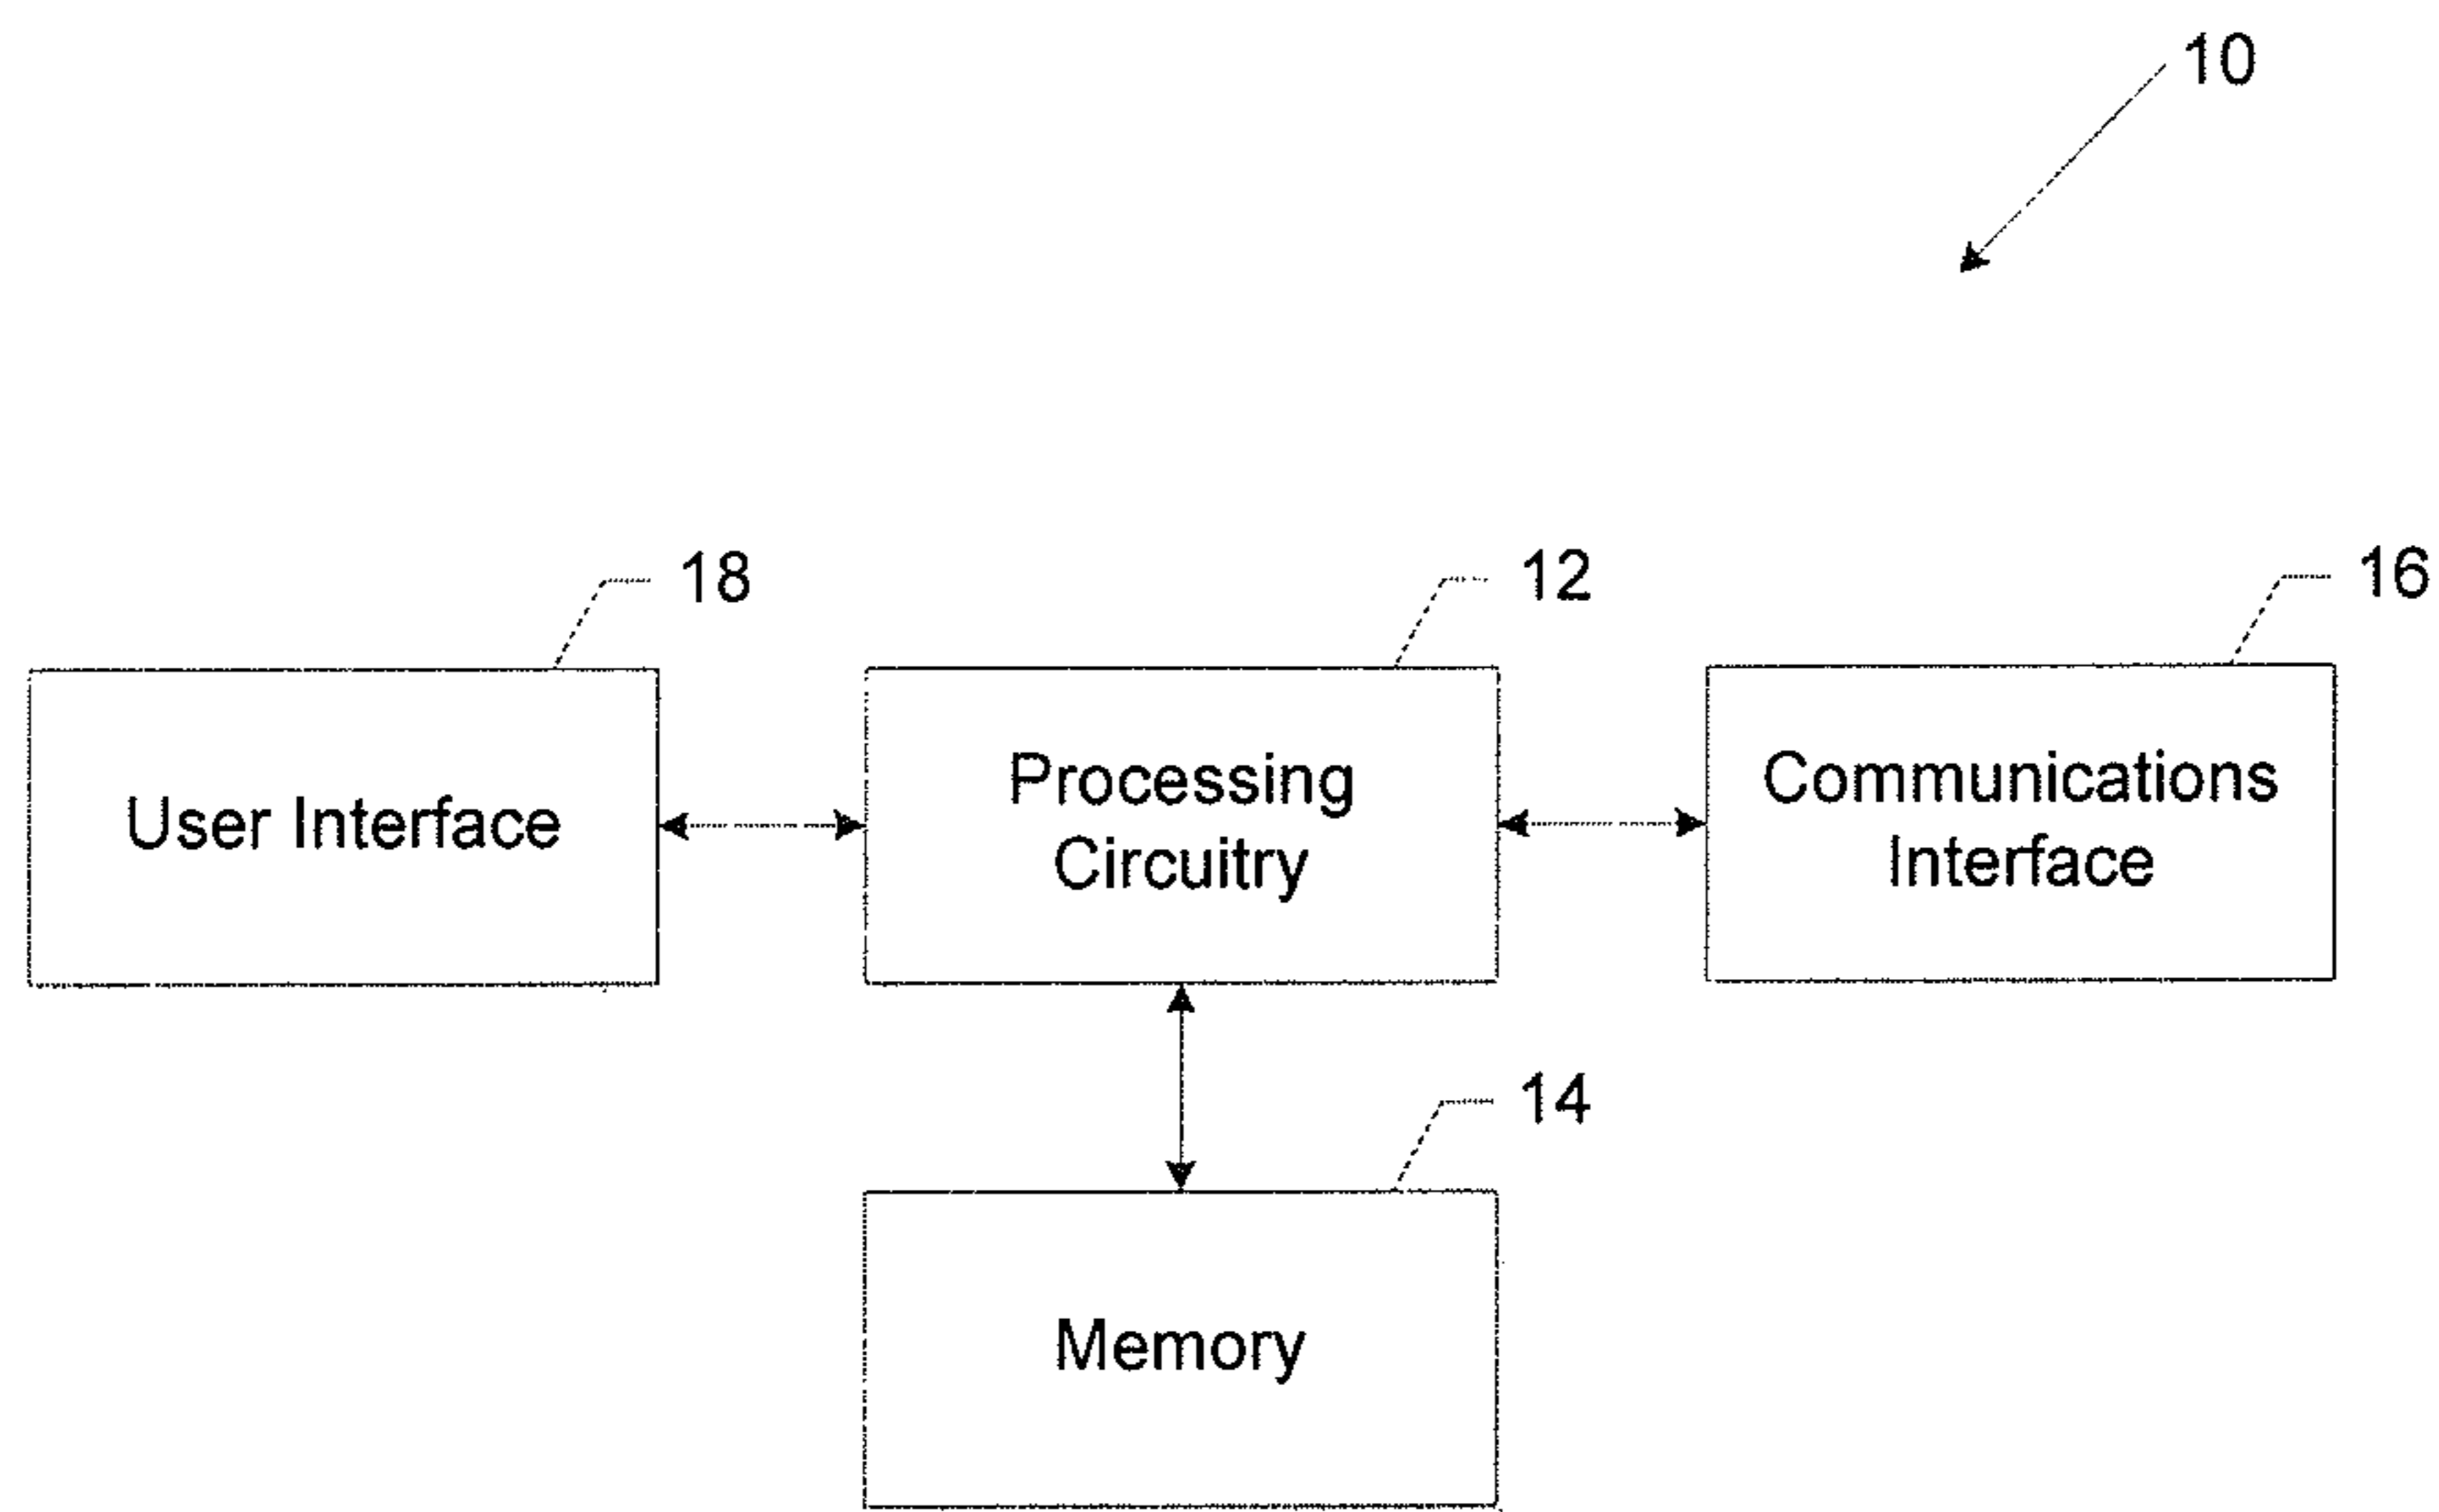 10
18
12
16
User Interface
Processing
Circuitry
Communications
Interface
14
Memory